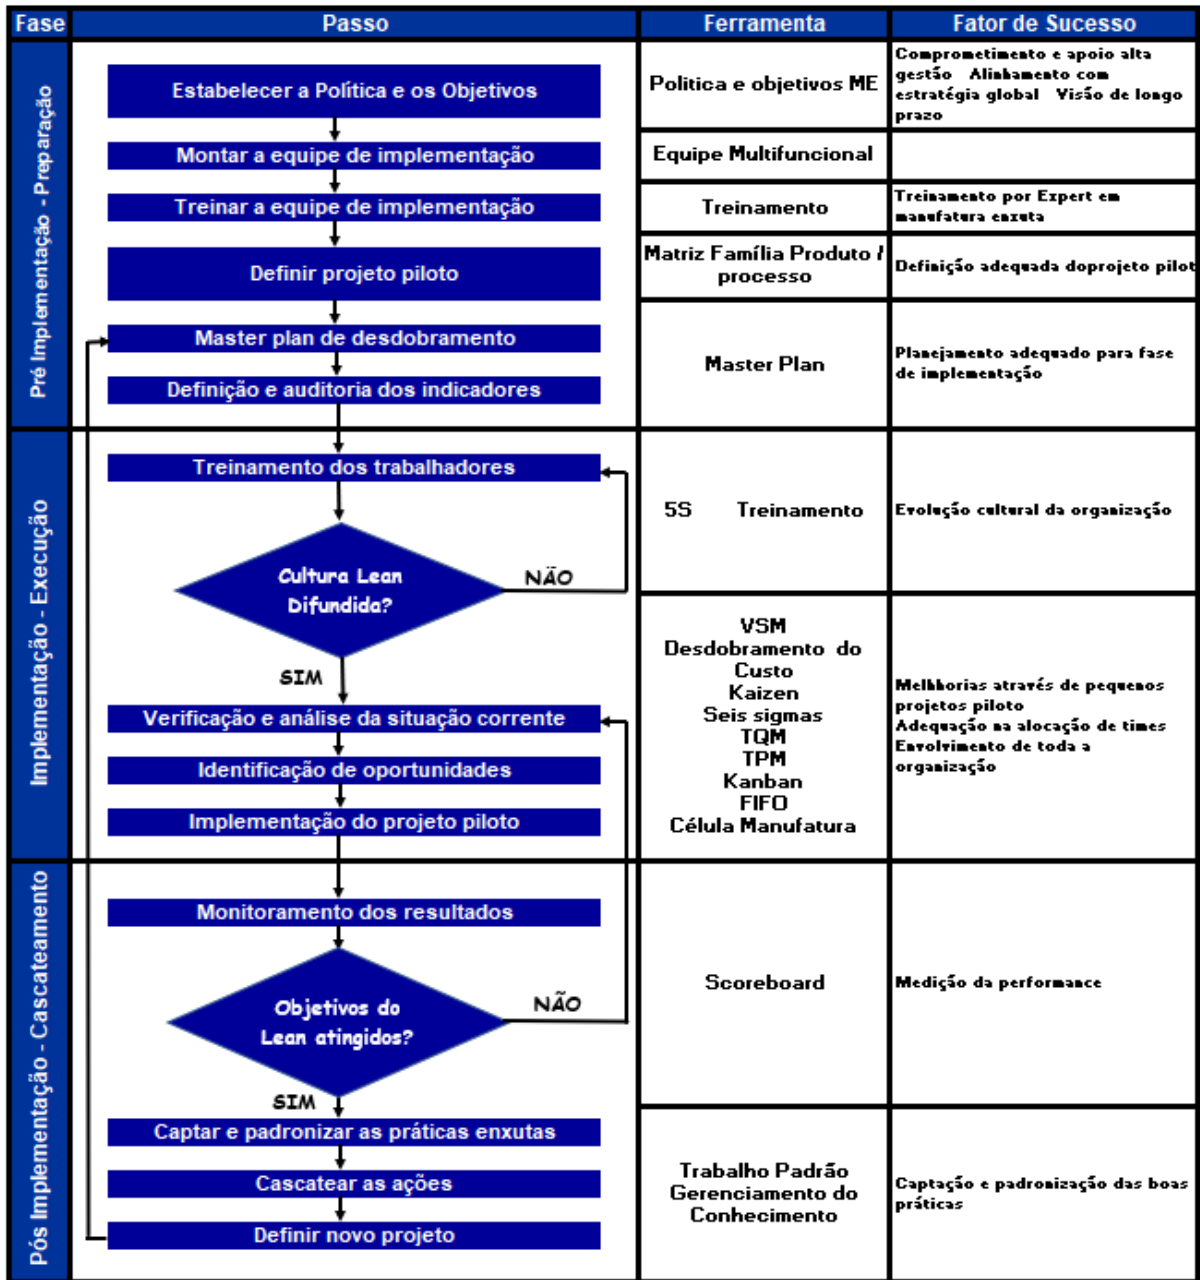 Fase
Passo
Ferramenta
Fator de Sucesso
Pré Implementação - Preparação
Estabelecer a Política e os Objetivos
Política e objetivos ME
Comprometimento e apoio alta
gestão   Alinhamento com
estratégia global   Visão de longo
prazo
Montar a equipe de implementação
Equipe Multifuncional
Treinar a equipe de implementação
Treinamento
Treinamento por Expert em
manufatura enxuta
Definir projeto piloto
Matriz Família Produto /
processo
Definição adequada doprojeto pilot
Master plan de desdobramento
Definição e auditoria dos indicadores
Master Plan
Planejamento adequado para fase
de implementação
Implementação - Execução
Treinamento dos trabalhadores
5S   Treinamento
Evolução cultural da organização
Cultura Lean
Difundida?
NÃO
SIM
Verificação e análise da situação corrente
Identificação de oportunidades
Implementação do projeto piloto
VSM
Desdobramento do
Custo
Kaizen
Seis sigmas
TQM
TPM
Kanban
FIFO
Célula Manufatura
Melhhorias através de pequenos
projetos piloto
Adequação na alocação de times
Envolvimento de toda a
organização
Pós Implementação - Cascateamento
Monitoramento dos resultados
Objetivos do
Lean atingidos?
NÃO
SIM
Scoreboard
Medição da performance
Captar e padronizar as práticas enxutas
Cascatear as ações
Definir novo projeto
Trabalho Padrão
Gerenciamento do
Conhecimento
Captação e padronização das boas
práticas